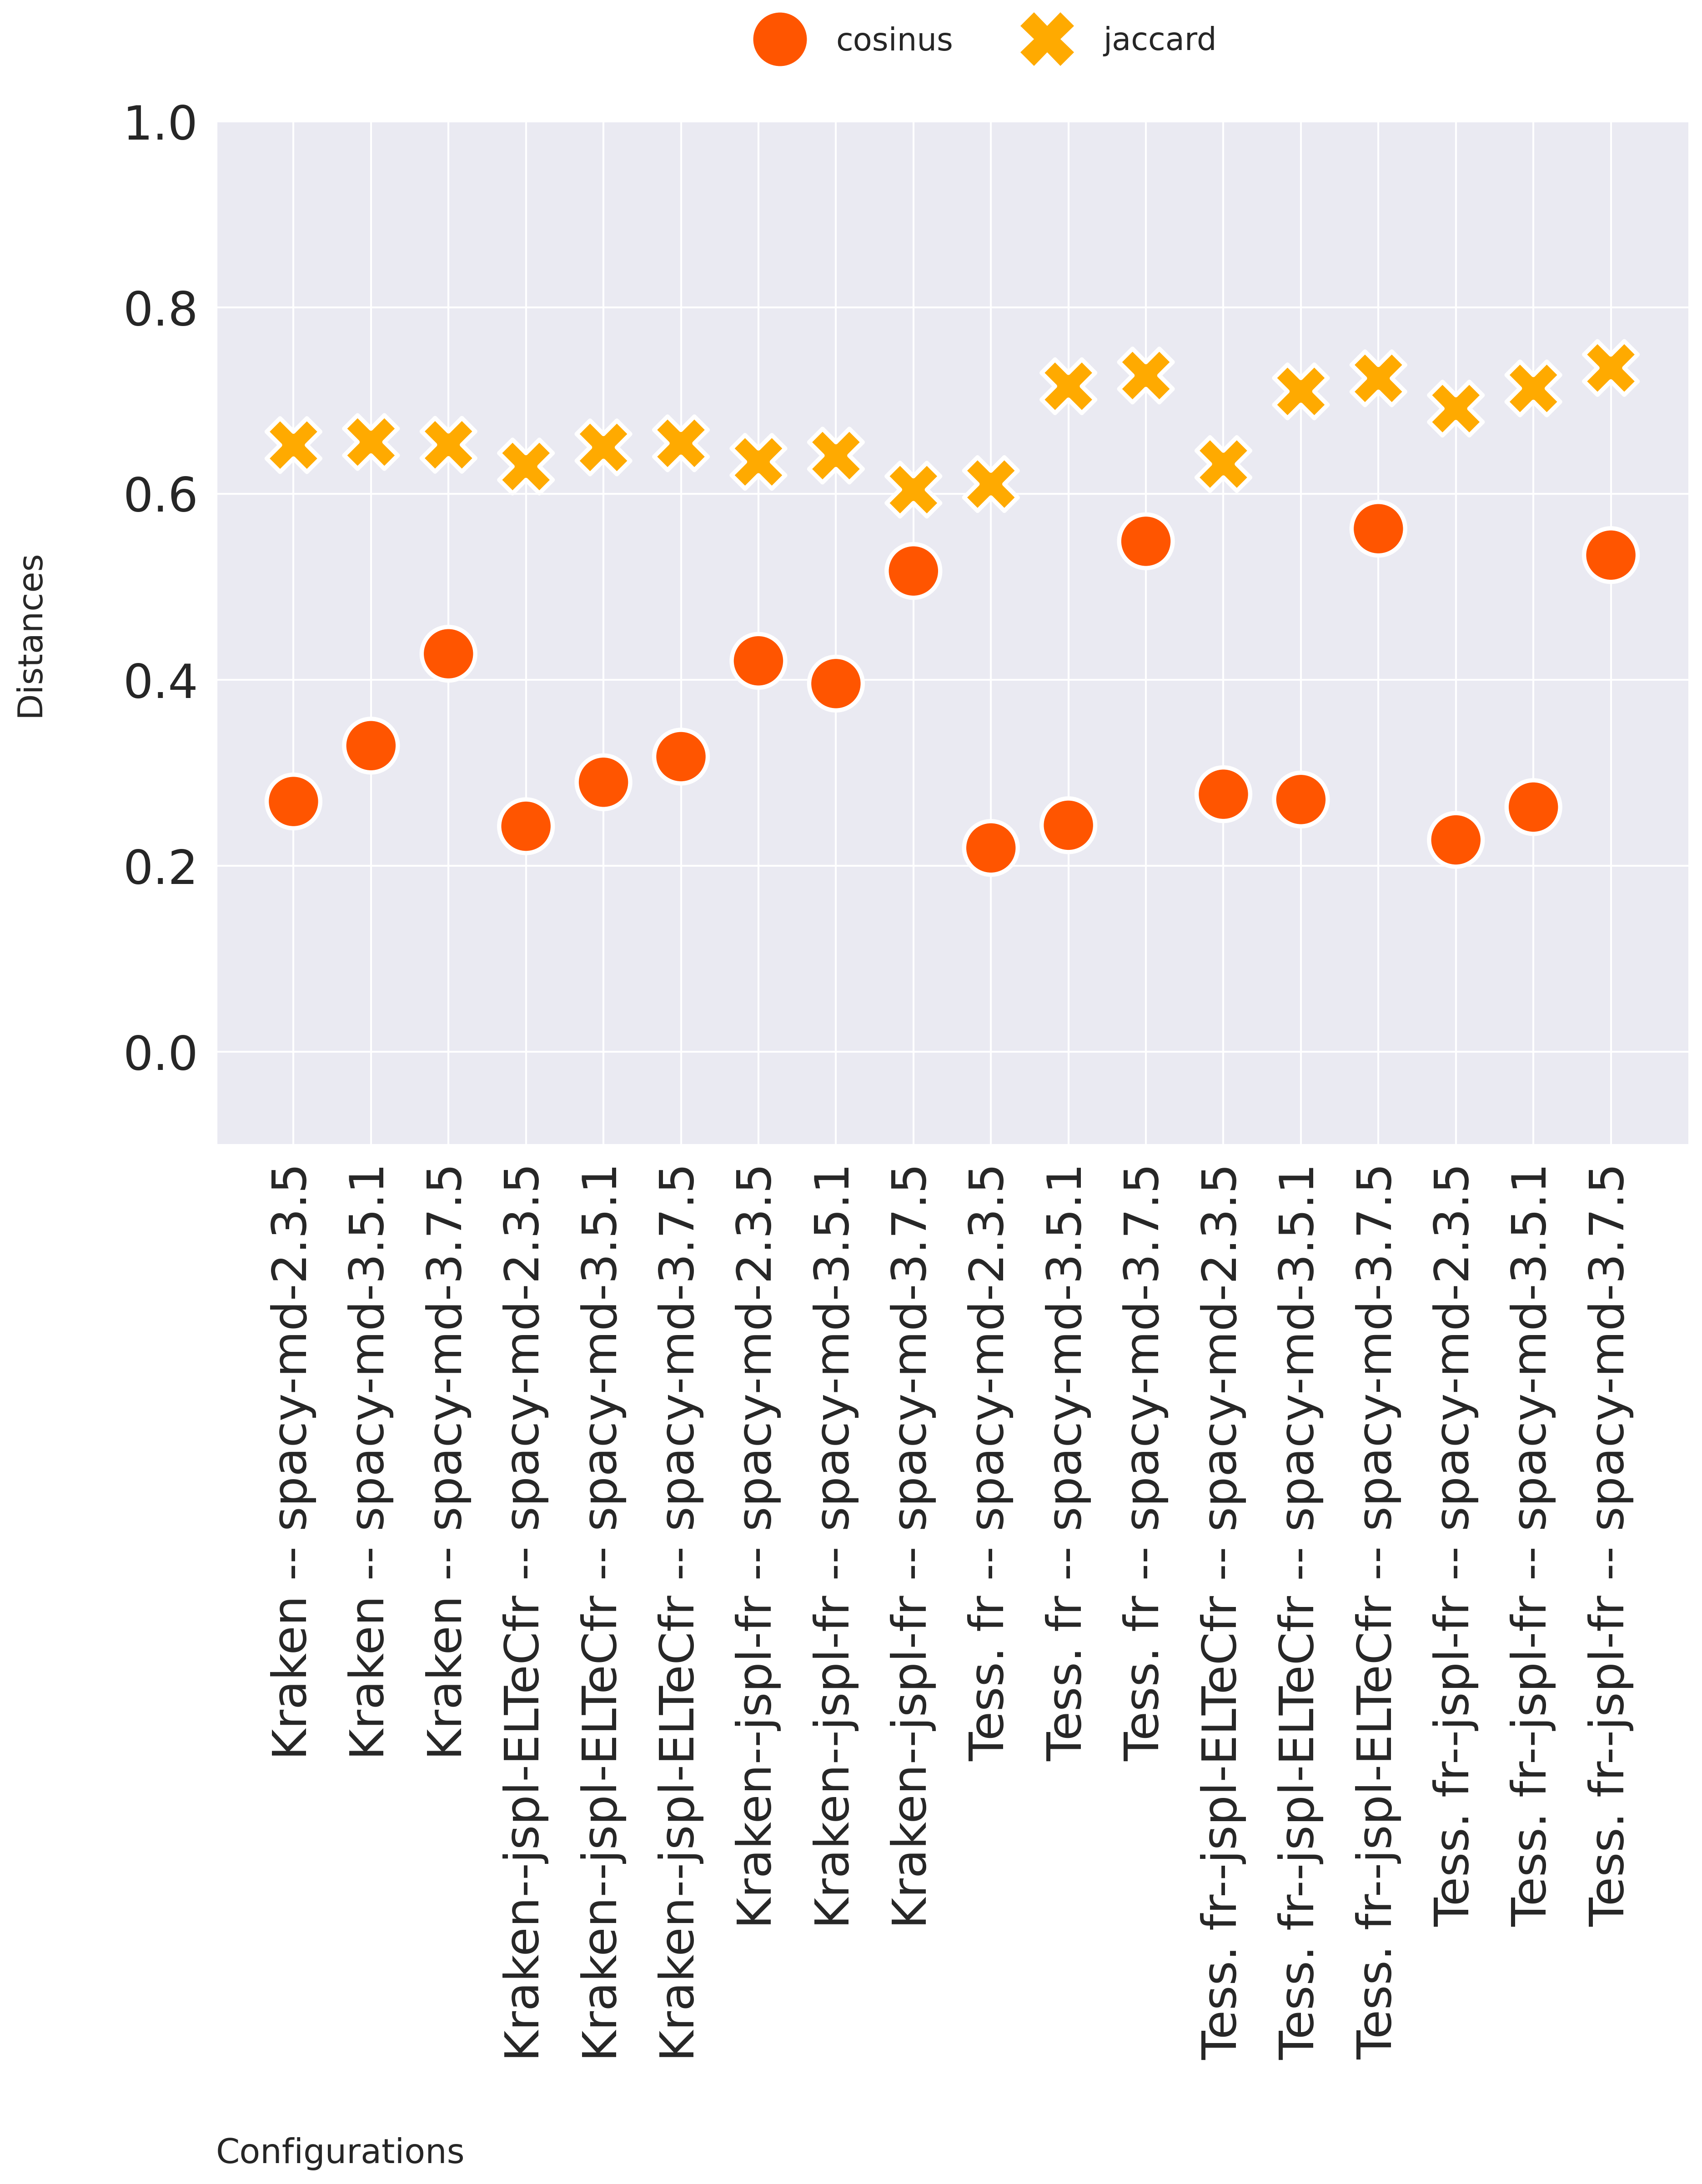 cosinus
jaccard
1.0
0.8
0.6
0.4
0.2
0.0
Distances
Kraken -- spacy-md-2.3.5
Kraken -- spacy-md-3.5.1
Kraken -- spacy-md-3.7.5
Kraken--jspl-ELTeCfr -- spacy-md-2.3.5
Kraken--jspl-ELTeCfr -- spacy-md-3.5.1
Kraken--jspl-ELTeCfr -- spacy-md-3.7.5
Kraken--jspl-fr -- spacy-md-2.3.5
Kraken--jspl-fr -- spacy-md-3.5.1
Kraken--jspl-fr -- spacy-md-3.7.5
Tess. fr -- spacy-md-2.3.5
Tess. fr -- spacy-md-3.5.1
Tess. fr -- spacy-md-3.7.5
Tess. fr--jspl-ELTeCfr -- spacy-md-2.3.5
Tess. fr--jspl-ELTeCfr -- spacy-md-3.5.1
Tess. fr--jspl-ELTeCfr -- spacy-md-3.7.5
Tess. fr--jspl-fr -- spacy-md-2.3.5
Tess. fr--jspl-fr -- spacy-md-3.5.1
Tess. fr--jspl-fr -- spacy-md-3.7.5
Configurations